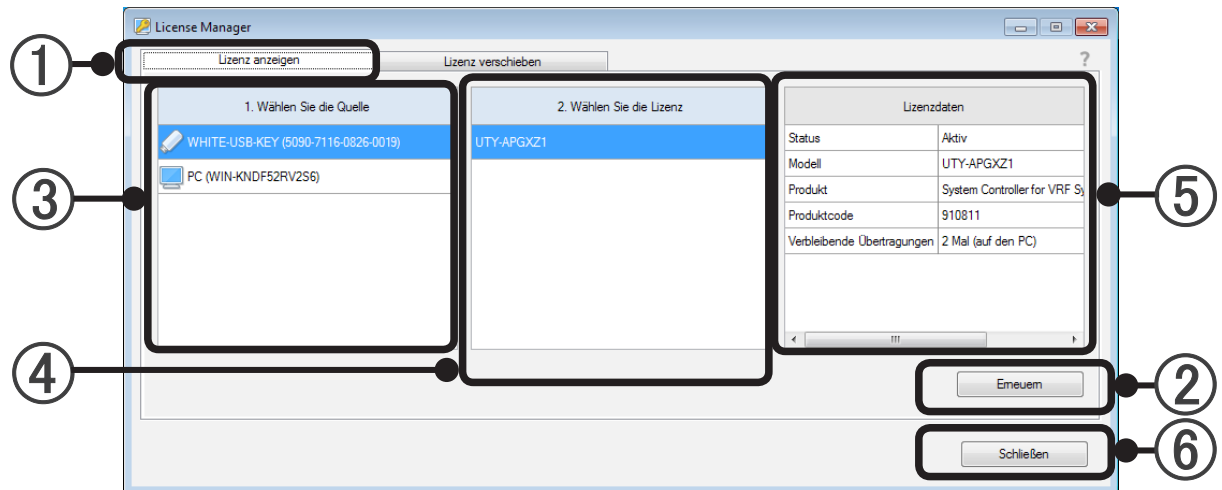 License Manager
①
Lizenz anzeigen
Lizenz verschieben
?
1. Wählen Sie die Quelle
2. Wählen Sie die Lizenz
Lizenzdaten
WHITE-USB-KEY (5090-7116-0826-0019)
UTY-APGXZ1
Status Aktiv
PC (WIN-KNDF52RV2S6)
Modell UTY-APGXZ1
③
Produkt System Controller for VRF Sy
⑤
Produktcode 910811
Verbleibende Übertragungen 2 Mal (auf den PC)
④
Erneuern
②
Schließen
⑥